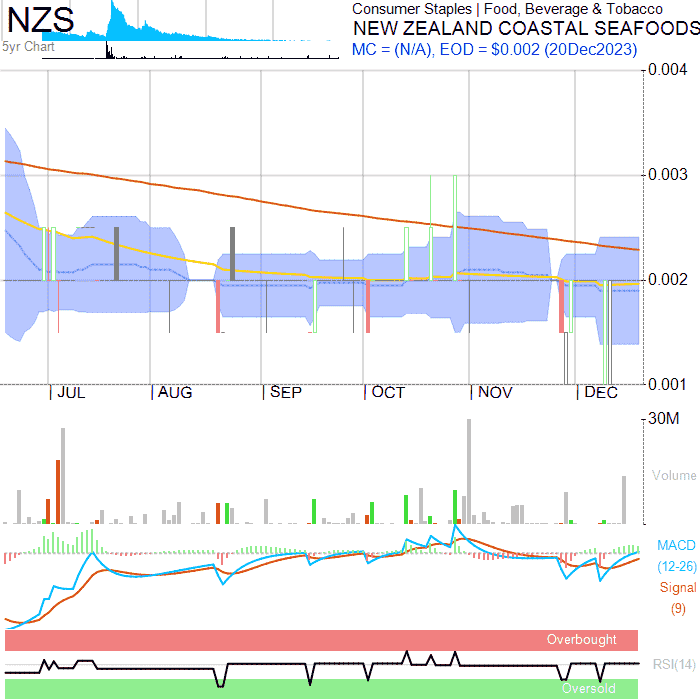 NZS
5yr Chart
Consumer Staples | Food, Beverage & Tobacco
NEW ZEALAND COASTAL SEAFOODS
MC = (N/A), EOD = $0.002 (20Dec2023)
0.004
0.003
0.002
0.001
JUL AUG SEP OCT NOV DEC
30M
Volume
MACD
(12-26)
Signal
(9)
Overbought
RSI(14)
Oversold